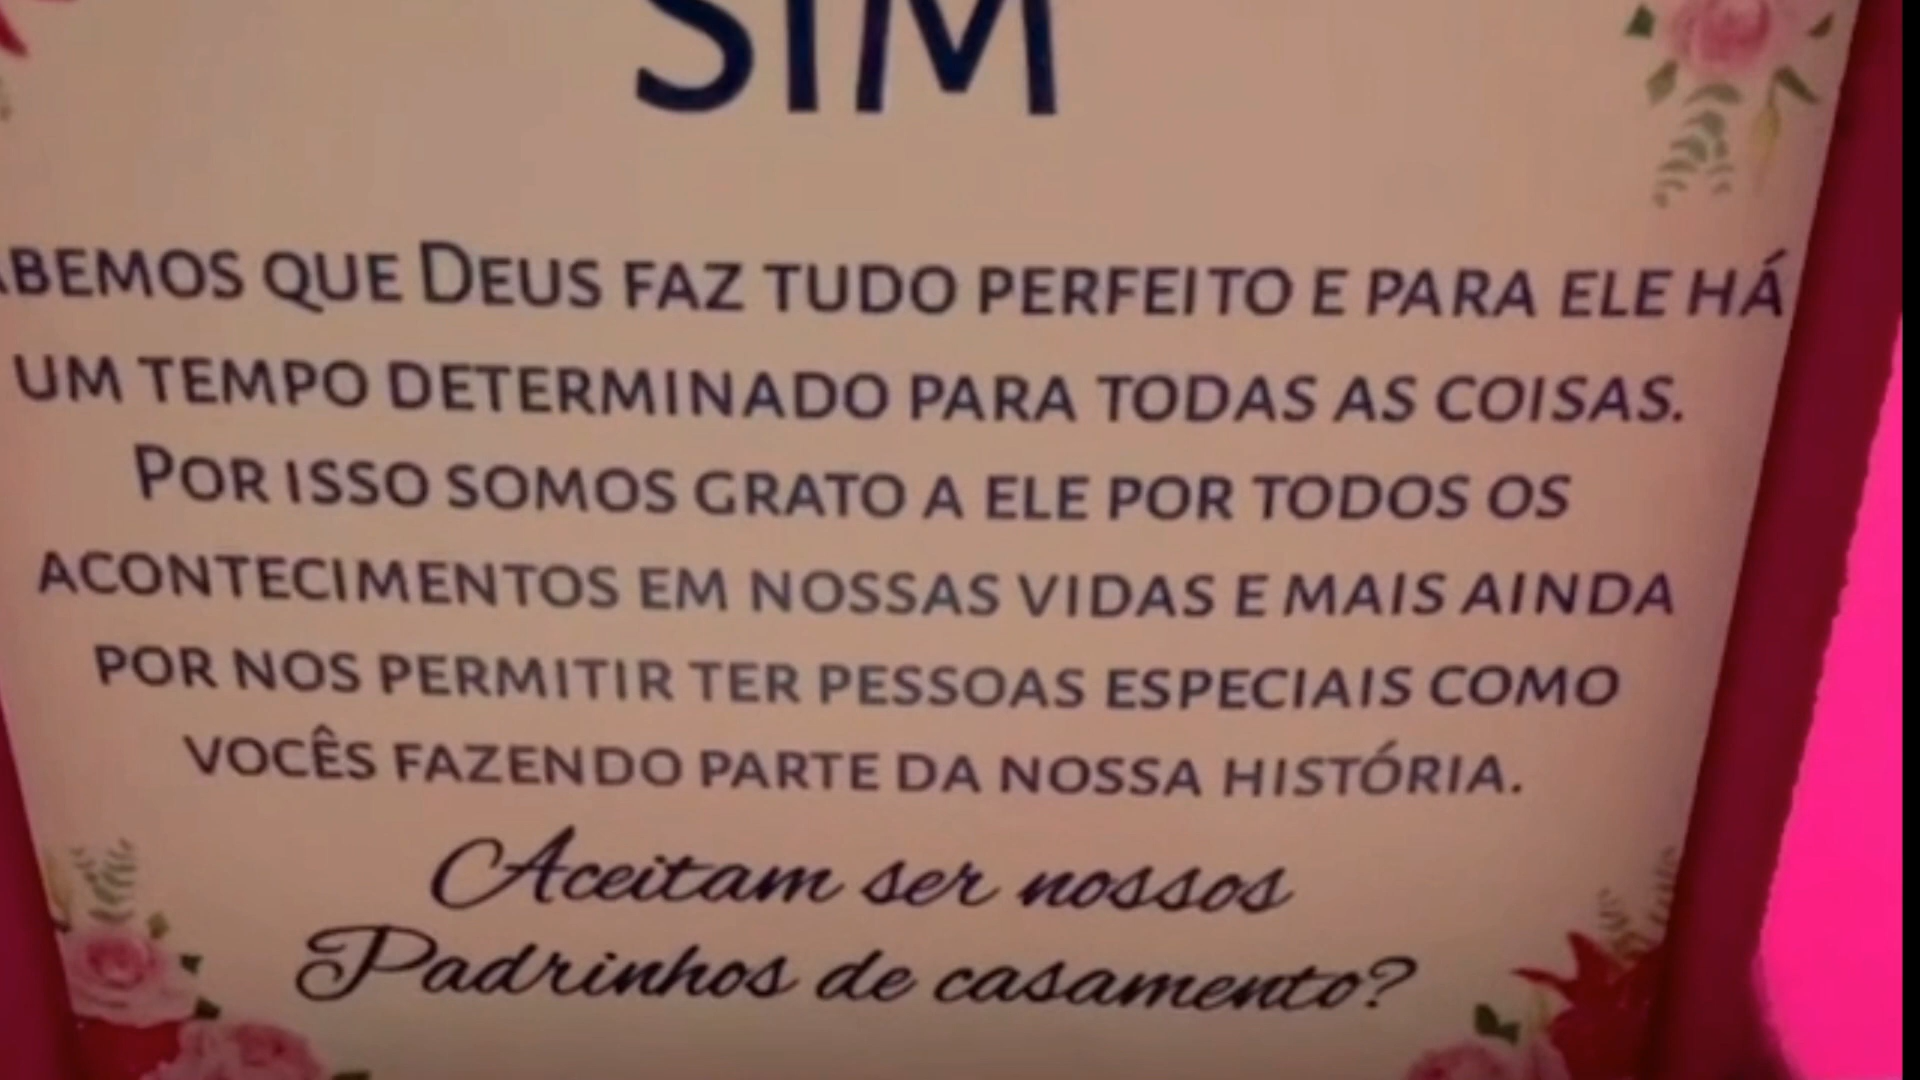 SIM
ABEMOS QUE DEUS FAZ TUDO PERFEITO E PARA ELE HÁ
UM TEMPO DETERMINADO PARA TODAS AS COISAS.
POR ISSO SOMOS GRATO A ELE POR TODOS OS
ACONTECIMENTOS EM NOSSAS VIDAS E MAIS AINDA
POR NOS PERMITIR TER PESSOAS ESPECIAIS COMO
VOCÊS FAZENDO PARTE DA NOSSA HISTÓRIA.
Aceitam ser nossos
Padrinhos de casamento?